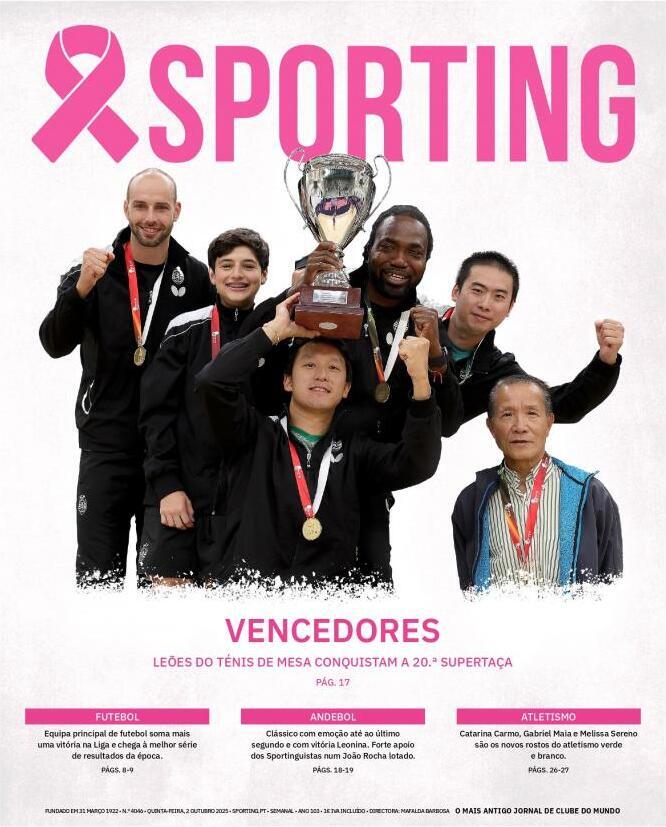 SPORTING
VENCEDORES
LEÕES DO TÉNIS DE MESA CONQUISTAM A 20.ª SUPERTAÇA
PÁG. 17
FUTEBOL
Equipa principal de futebol soma mais
uma vitória na Liga e chega à melhor série
de resultados da época.
PÁGS. 8-9
ANDEBOL
Clássico com emoção até ao último
segundo e com vitória Leonina. Forte apoio
dos Sportinguistas num João Rocha lotado.
PÁGS. 18-19
ATLETISMO
Catarina Carmo, Gabriel Maia e Melissa Sereno
são os novos rostos do atletismo verde
e branco.
PÁGS. 26-27
FUNDADO EM 31 MARÇO 1922 • N.º 4046 • QUINTA-FEIRA, 2 OUTUBRO 2025 • SPORTING.PT • SEMANAL • ANO 103 • 1€ IVA INCLUÍDO • DIRECTORA: MAFALDA BARBOSA O MAIS ANTIGO JORNAL DE CLUBE DO MUNDO